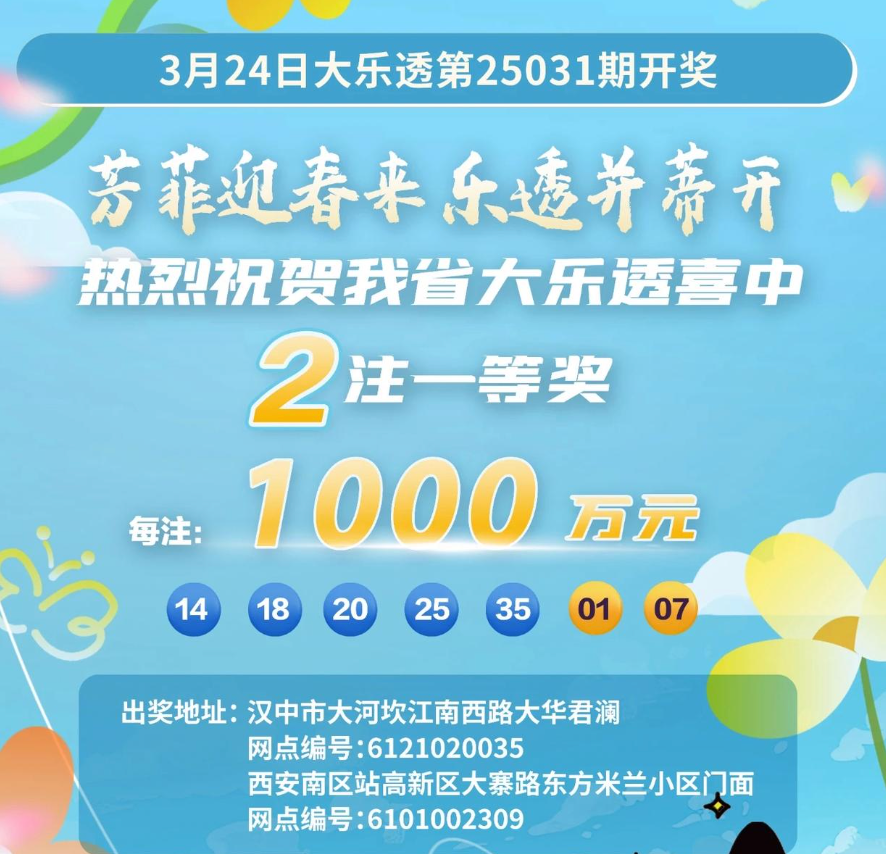 3月24日大乐透第25031期开奖
芳菲迎春来 乐透并蒂开
热烈祝贺我省大乐透喜中
2注一等奖
每注: 1000万元
14 18 20 25 35 01 07
出奖地址: 汉中市大河坎江南西路大华君澜
网点编号:6121020035
西安南区站高新区大寨路东方米兰小区门面
网点编号:6101002309